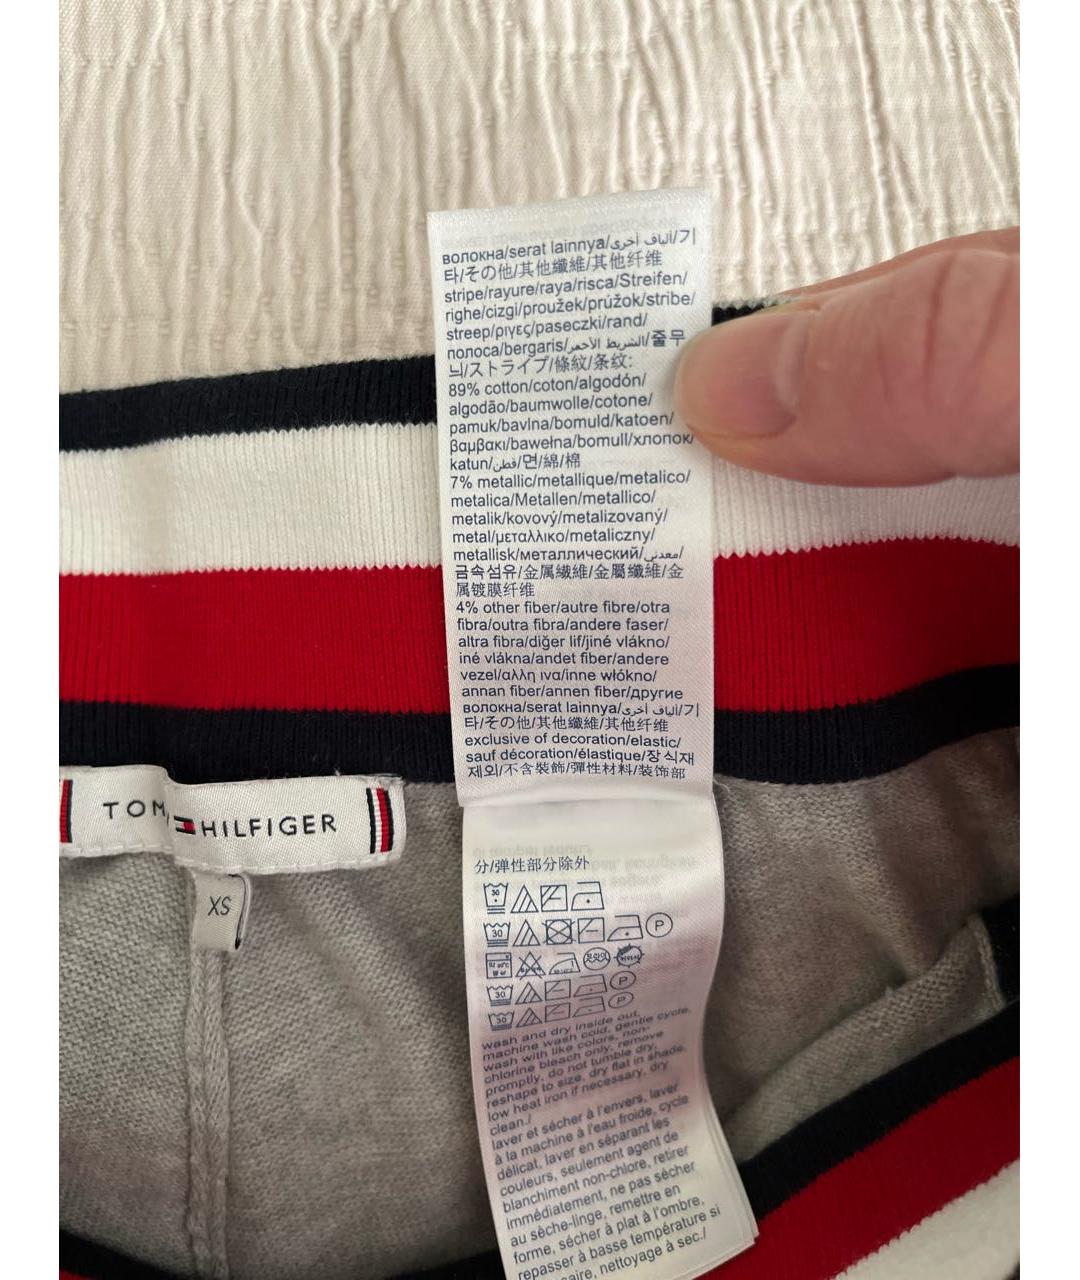 волокна/serat lainnya/ألياف أخرى/기
타/その他/其他纖維/其他纤维
stripe/rayure/raya/risca/Streifen/
righe/cizgi/proužek/prúžok/stribe/
streep/ριγες/paseczki/rand/
полоса/bergaris/الشريط الأحمر/줄무
늬/ストライプ/條紋/条纹:
89% cotton/coton/algodón/
algodão/baumwolle/cotone/
pamuk/bavlna/bomuld/katoen/
βαμβακι/bawełna/bomull/хлопок/
katun/قطن/면/綿/棉
7% metallic/metallique/metalico/
metalica/Metallen/metallico/
metalik/kovový/metalizovaný/
metal/μεταλλικο/metaliczny/
metallisk/металлический/معدني/
금속섬유/金属繊維/金屬纖維/金
属镀膜纤维
4% other fiber/autre fibre/otra
fibra/outra fibra/andere faser/
altra fibra/diğer lif/jiné vlákno/
iné vlákna/andet fiber/andere
vezel/αλλη ινα/inne włókno/
annan fiber/annen fiber/другие
волокна/serat lainnya/ألياف أخرى/기
타/その他/其他纖維/其他纤维
exclusive of decoration/elastic/
sauf décoration/élastique/장식재
제외/不含裝飾/彈性材料/装饰部
TOM HILFIGER
XS
分/弹性部分除外
30
30 P
30 P
30 P
wash and dry inside out,
machine wash cold, gentle cycle,
wash with like colors, non-
chlorine bleach only, remove
promptly, do not tumble dry,
reshape to size, dry flat in shade,
low heat iron if necessary, dry
clean./
laver et sécher à l'envers, laver
à la machine à l'eau froide, cycle
délicat, laver en séparant les
couleurs, seulement agent de
blanchiment non-chlore, retirer
immédiatement, ne pas sécher
au sèche-linge, remettre en
forme, sécher à plat à l'ombre,
repasser à basse température si
nettoyage à sec./